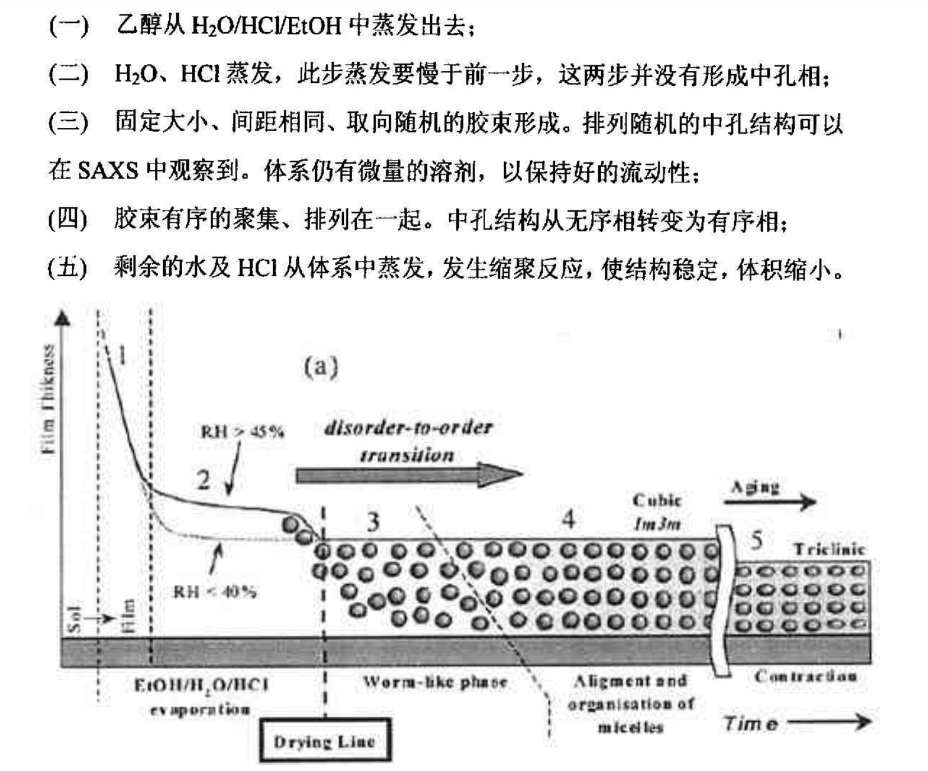 (一) 乙醇从 H₂O/HCl/EtOH 中蒸发出去；
(二) H₂O、HCl 蒸发，此步蒸发要慢于前一步，这两步并没有形成中孔相；
(三) 固定大小、间距相同、取向随机的胶束形成。排列随机的中孔结构可以
在 SAXS 中观察到。体系仍有微量的溶剂，以保持好的流动性；
(四) 胶束有序的聚集、排列在一起。中孔结构从无序相转变为有序相；
(五) 剩余的水及 HCl 从体系中蒸发，发生缩聚反应，使结构稳定，体积缩小。
Film Thikness
1
(a)
RH > 45%
disorder-to-order
transition
2
3
4
Cubic
Im3m
Aging
5
Triclinic
RH < 40%
Sol
Film
EtOH/H₂O/HCl
evaporation
Worm-like phase
Aligment and
organisation of
micelles
Contraction
Time
Drying Line